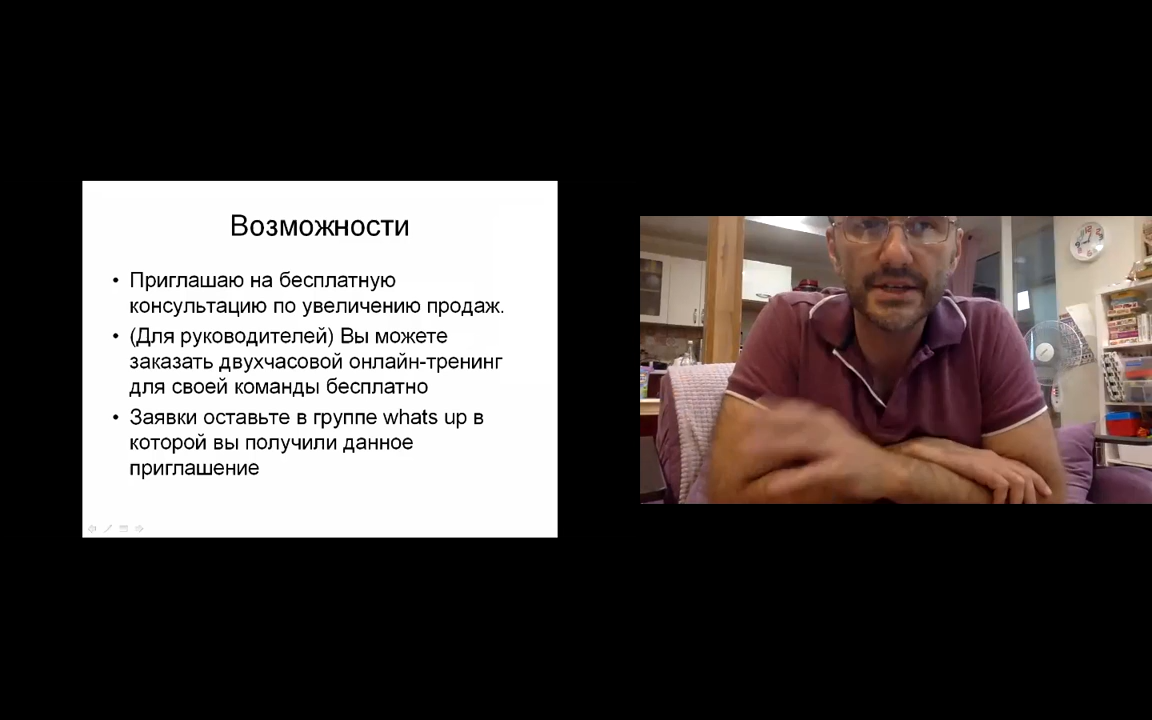 Возможности
• Приглашаю на бесплатную
консультацию по увеличению продаж.
• (Для руководителей) Вы можете
заказать двухчасовой онлайн-тренинг
для своей команды бесплатно
• Заявки оставьте в группе whats up в
которой вы получили данное
приглашение